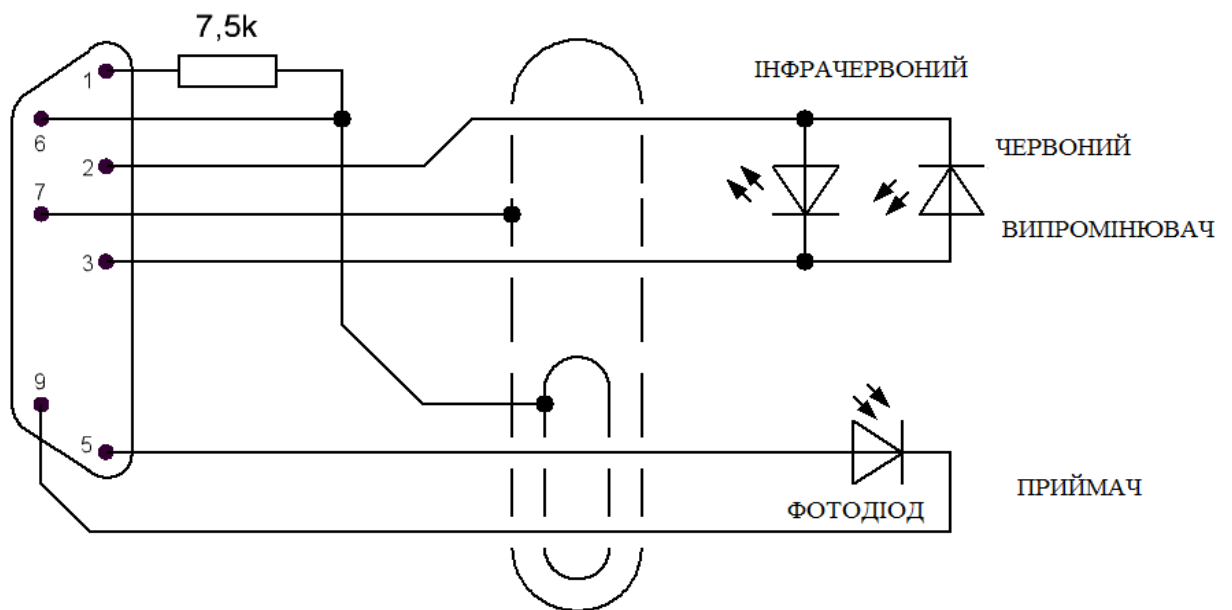 7,5k
1
ІНФРАЧЕРВОНИЙ
6
2
ЧЕРВОНИЙ
7
ВИПРОМІНЮВАЧ
3
9
5
ПРИЙМАЧ
ФОТОДІОД